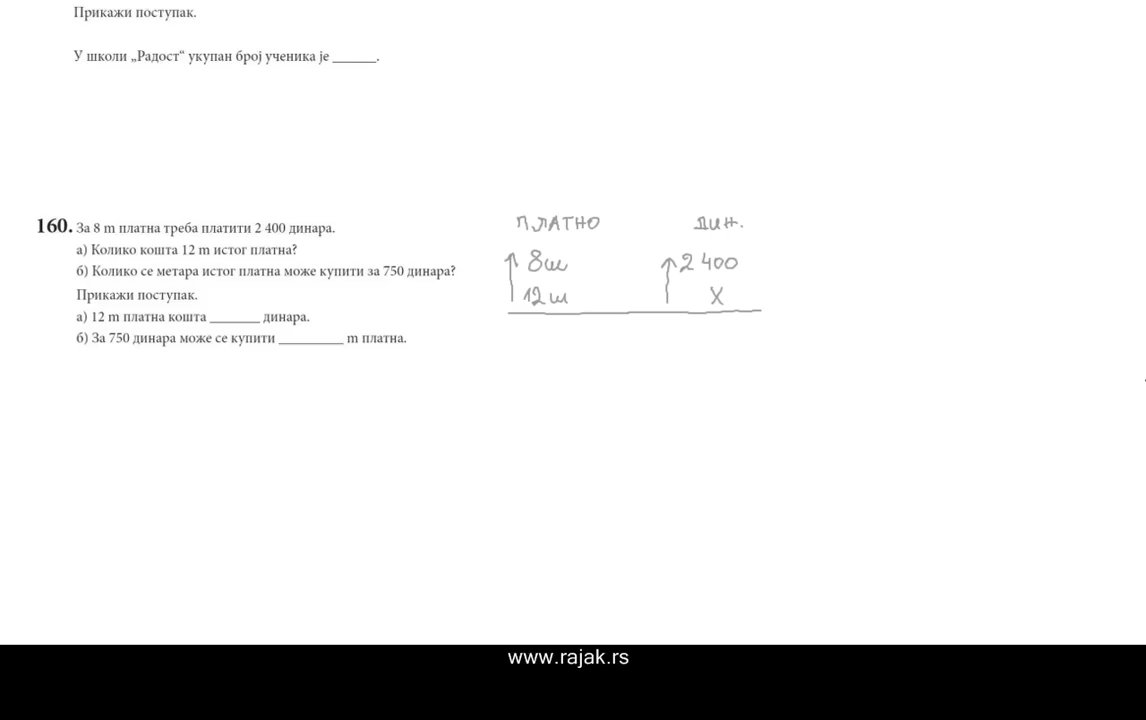 Прикажи поступак.
У школи „Радост“ укупан број ученика је ______.
160. За 8 m платна треба платити 2 400 динара.
а) Колико кошта 12 m истог платна?
б) Колико се метара истог платна може купити за 750 динара?
Прикажи поступак.
а) 12 m платна кошта _______ динара.
б) За 750 динара може се купити _________ m платна.
ПЛАТНО ДИН.
8m 2 400
12m X
www.rajak.rs